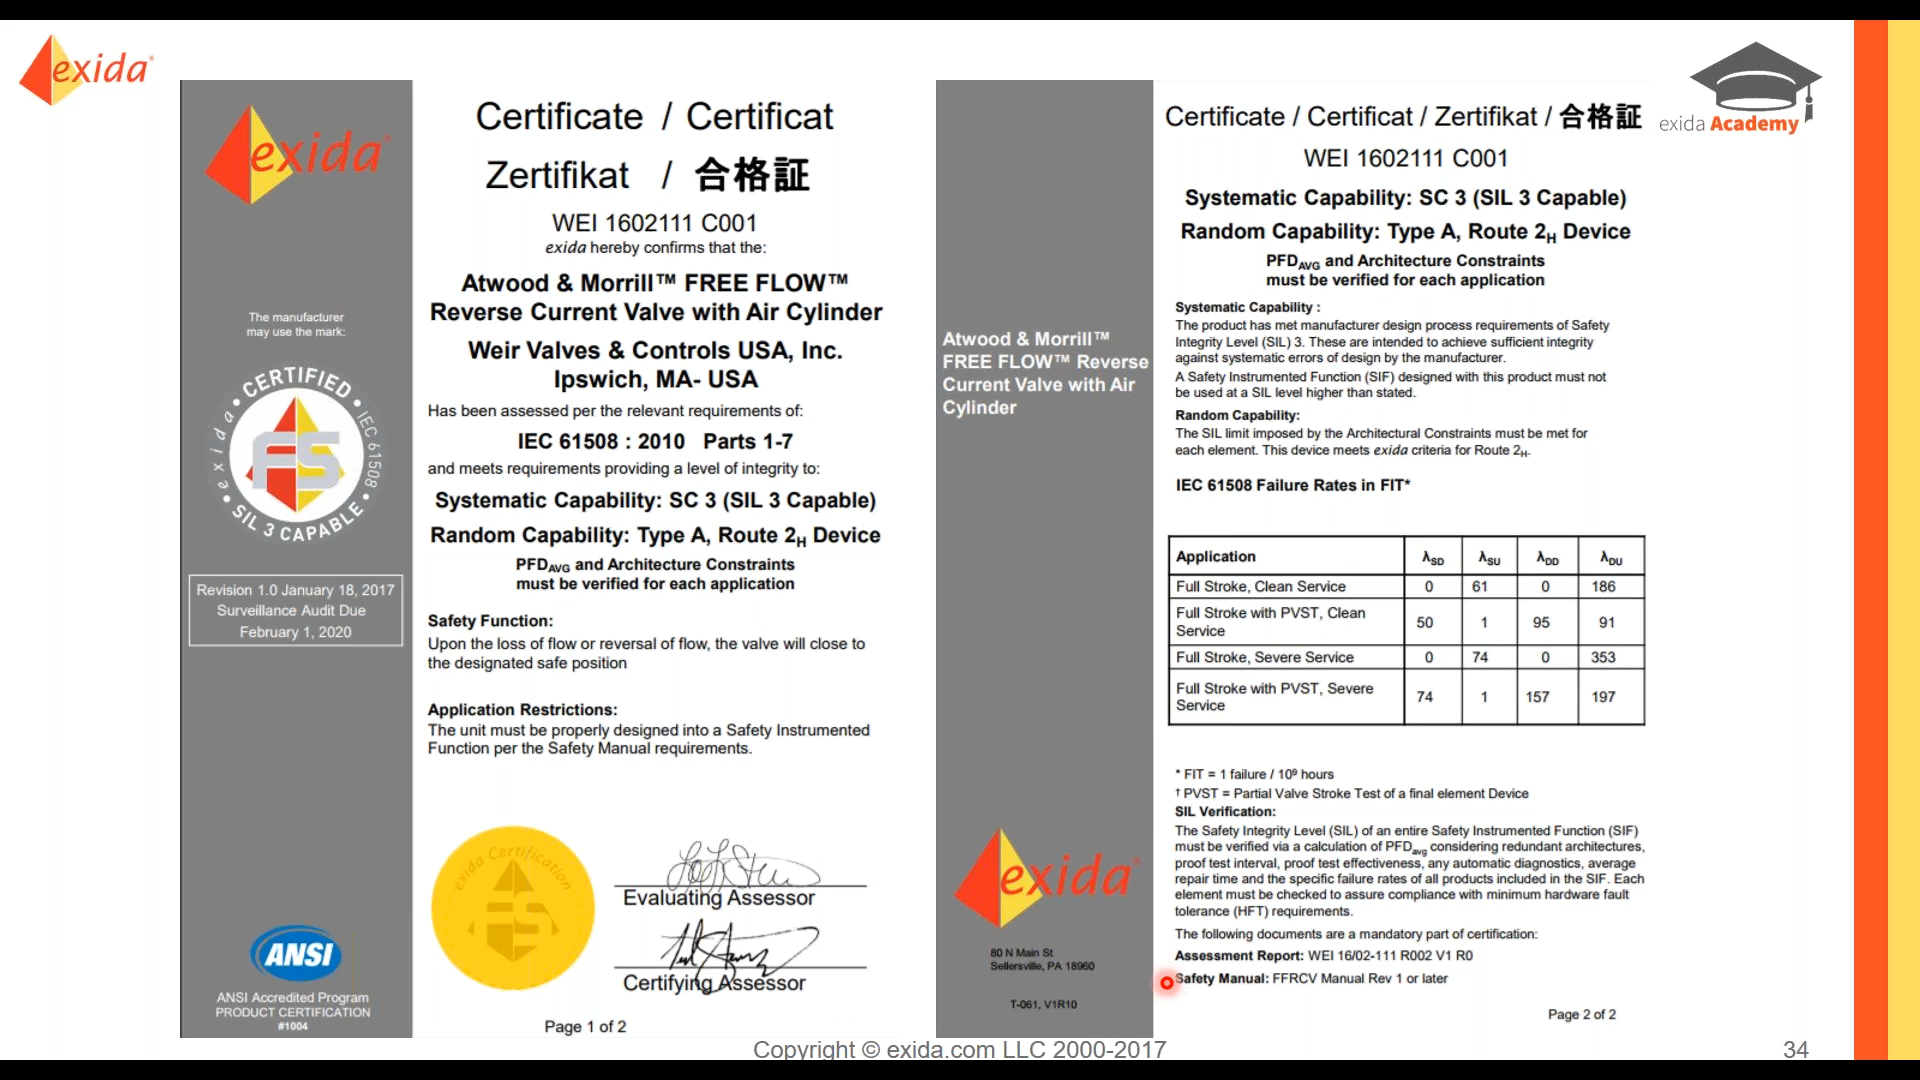 exida
exida Academy
exida
The manufacturer
may use the mark:
exida • CERTIFIED • IEC 61508 • SIL 3 CAPABLE •
FS
Revision 1.0 January 18, 2017
Surveillance Audit Due
February 1, 2020
ANSI
ANSI Accredited Program
PRODUCT CERTIFICATION
#1004
Certificate / Certificat
Zertifikat / 合格証
WEI 1602111 C001
exida hereby confirms that the:
Atwood & Morrill™ FREE FLOW™
Reverse Current Valve with Air Cylinder
Weir Valves & Controls USA, Inc.
Ipswich, MA- USA
Has been assessed per the relevant requirements of:
IEC 61508 : 2010 Parts 1-7
and meets requirements providing a level of integrity to:
Systematic Capability: SC 3 (SIL 3 Capable)
Random Capability: Type A, Route 2H Device
PFDAVG and Architecture Constraints
must be verified for each application
Safety Function:
Upon the loss of flow or reversal of flow, the valve will close to
the designated safe position
Application Restrictions:
The unit must be properly designed into a Safety Instrumented
Function per the Safety Manual requirements.
exida Certification
FS
Evaluating Assessor
Certifying Assessor
Page 1 of 2
Atwood & Morrill™
FREE FLOW™ Reverse
Current Valve with Air
Cylinder
exida
80 N Main St
Sellersville, PA 18960
T-061, V1R10
Certificate / Certificat / Zertifikat / 合格証
WEI 1602111 C001
Systematic Capability: SC 3 (SIL 3 Capable)
Random Capability: Type A, Route 2H Device
PFDAVG and Architecture Constraints
must be verified for each application
Systematic Capability :
The product has met manufacturer design process requirements of Safety
Integrity Level (SIL) 3. These are intended to achieve sufficient integrity
against systematic errors of design by the manufacturer.
A Safety Instrumented Function (SIF) designed with this product must not
be used at a SIL level higher than stated.
Random Capability:
The SIL limit imposed by the Architectural Constraints must be met for
each element. This device meets exida criteria for Route 2H.
IEC 61508 Failure Rates in FIT*
Application λSD λSU λDD λDU
Full Stroke, Clean Service 0 61 0 186
Full Stroke with PVST, Clean
Service 50 1 95 91
Full Stroke, Severe Service 0 74 0 353
Full Stroke with PVST, Severe
Service 74 1 157 197
* FIT = 1 failure / 10⁹ hours
† PVST = Partial Valve Stroke Test of a final element Device
SIL Verification:
The Safety Integrity Level (SIL) of an entire Safety Instrumented Function (SIF)
must be verified via a calculation of PFDavg considering redundant architectures,
proof test interval, proof test effectiveness, any automatic diagnostics, average
repair time and the specific failure rates of all products included in the SIF. Each
element must be checked to assure compliance with minimum hardware fault
tolerance (HFT) requirements.
The following documents are a mandatory part of certification:
Assessment Report: WEI 16/02-111 R002 V1 R0
Safety Manual: FFRCV Manual Rev 1 or later
Page 2 of 2
Copyright © exida.com LLC 2000-2017
34